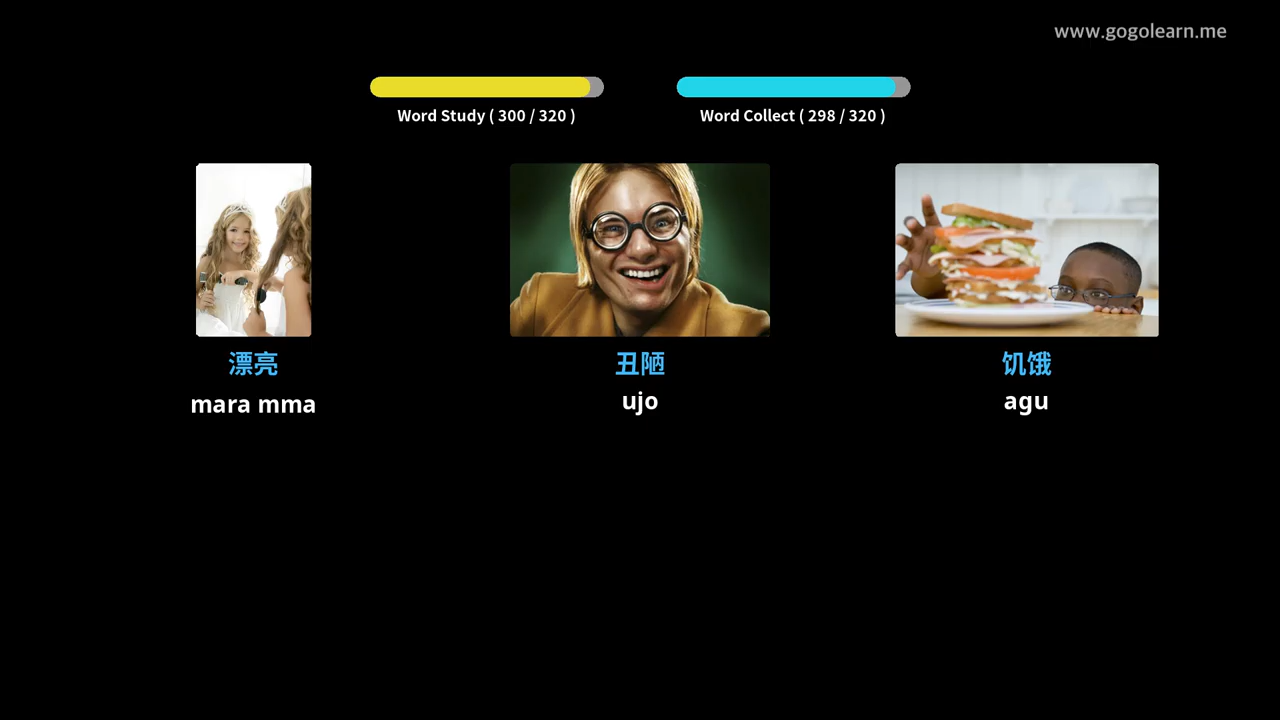 www.gogolearn.me
Word Study ( 300 / 320 )
Word Collect ( 298 / 320 )
漂亮
丑陋
饥饿
mara mma
ujo
agu